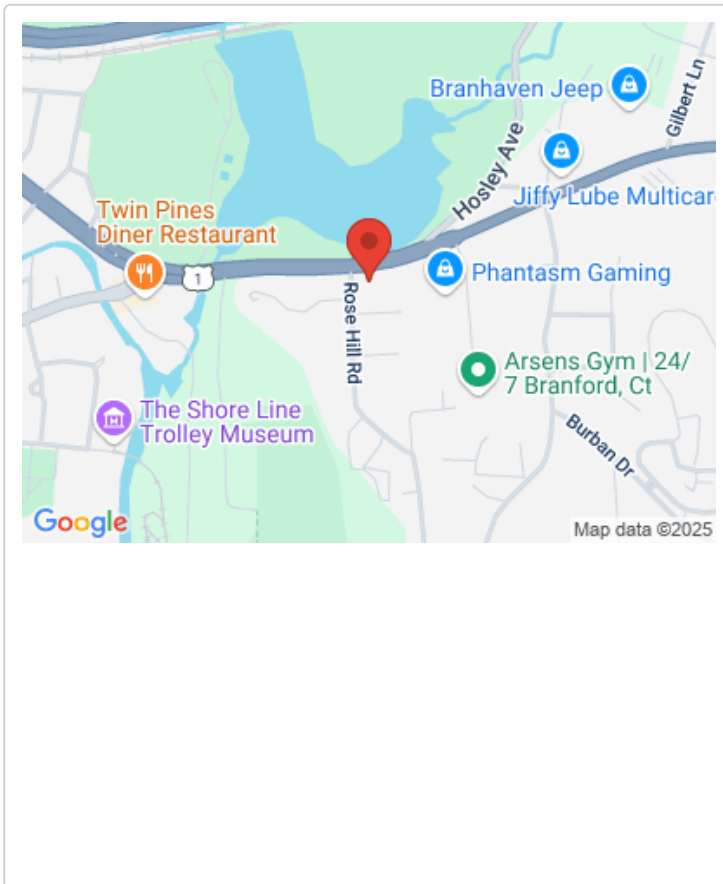 Branhaven Jeep
Gilbert Ln
Hosley Ave
Jiffy Lube Multicar
Twin Pines
Diner Restaurant
1
Phantasm Gaming
Rose Hill Rd
Arsens Gym | 24/
7 Branford, Ct
The Shore Line
Trolley Museum
Burban Dr
Google
Map data ©2025